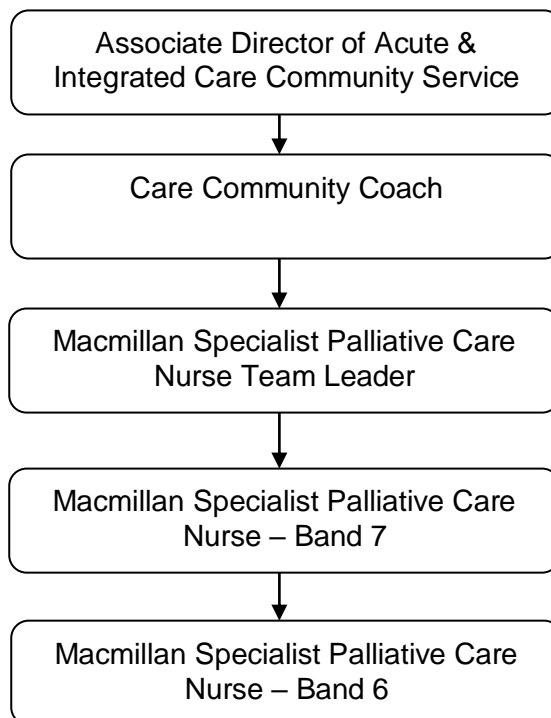 Associate Director of Acute &
Integrated Care Community Service
Care Community Coach
Macmillan Specialist Palliative Care
Nurse Team Leader
Macmillan Specialist Palliative Care
Nurse – Band 7
Macmillan Specialist Palliative Care
Nurse – Band 6